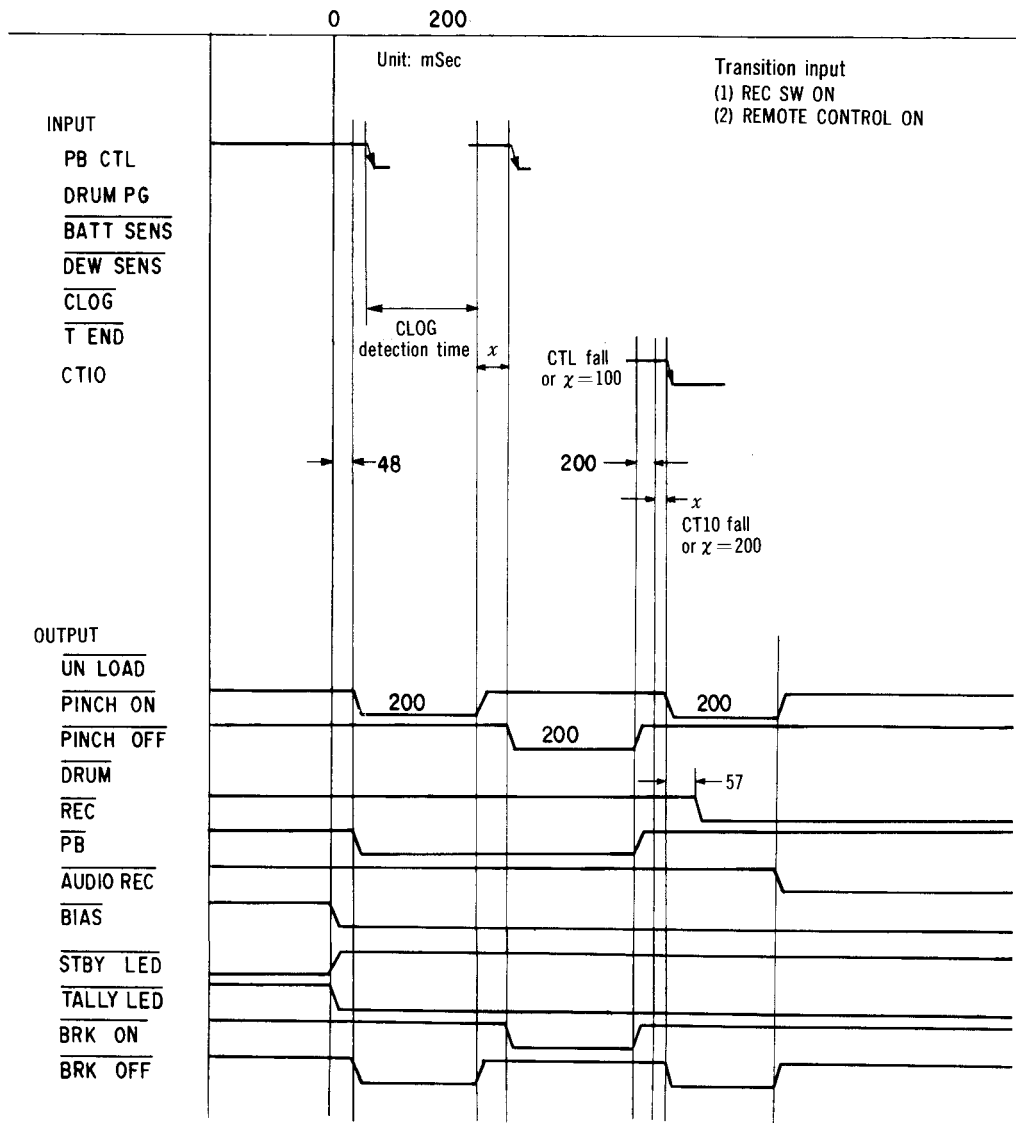 0 200
Unit: mSec
Transition input
(1) REC SW ON
(2) REMOTE CONTROL ON
INPUT
PB CTL
DRUM PG
BATT SENS
DEW SENS
CLOG
T END
CTIO
CLOG
detection time
x
CTL fall
or χ=100
48
200
x
CT10 fall
or χ=200
OUTPUT
UN LOAD
PINCH ON
200
200
PINCH OFF
200
DRUM
57
REC
PB
AUDIO REC
BIAS
STBY LED
TALLY LED
BRK ON
BRK OFF